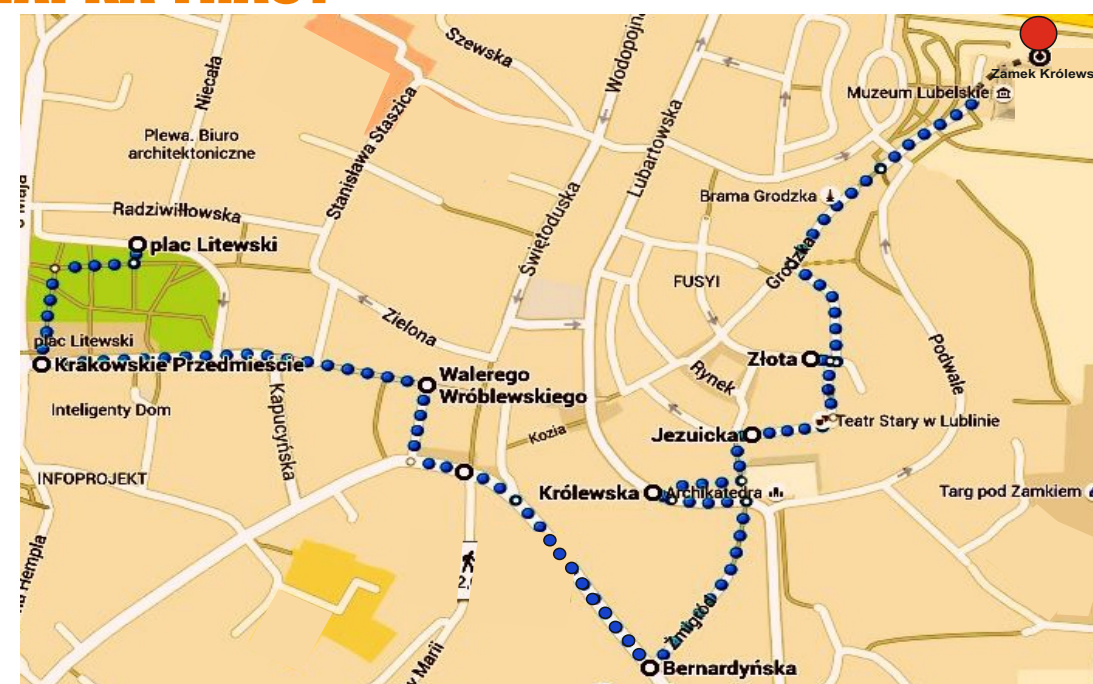 Szewska
Wodopojna
Niecała
Zamek Królews
Muzeum Lubelskie
Plewa. Biuro
architektoniczne
Stanisława Staszica
Lubartowska
Brama Grodzka
Radziwiłłowska
Świętoduska
plac Litewski
Grodzka
FUSYI
Zielona
plac Litewski
Krakowskie Przedmieście
Złota
Podwale
Rynek
Walerego
Wróblewskiego
Inteligenty Dom
Kapucyńska
Teatr Stary w Lublinie
Kozia
Jezuicka
INFOPROJEKT
Królewska
Archikatedra
Targ pod Zamkiem
Hempla
Żmigród
Marii
Bernardyńska